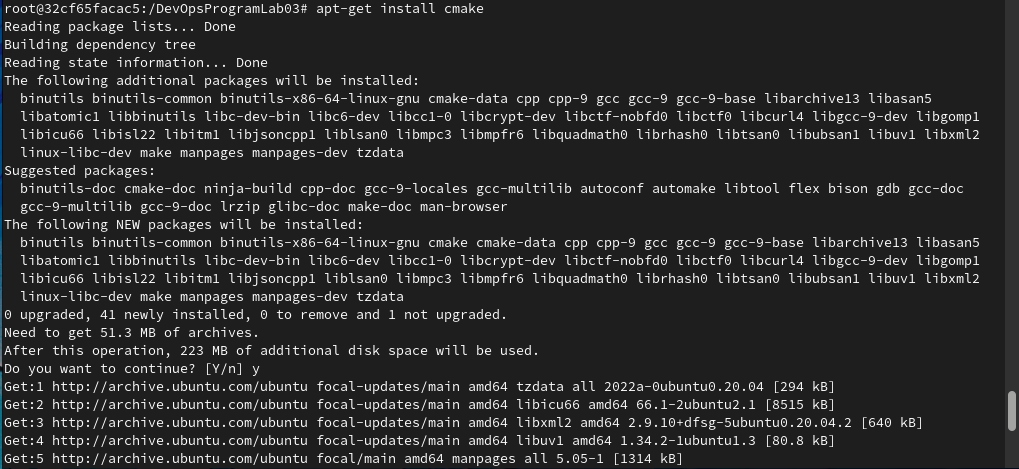 root@32cf65facac5:/DevOpsProgramLab03# apt-get install cmake
Reading package lists... Done
Building dependency tree
Reading state information... Done
The following additional packages will be installed:
  binutils binutils-common binutils-x86-64-linux-gnu cmake-data cpp cpp-9 gcc gcc-9 gcc-9-base libarchive13 libasan5
  libatomic1 libbinutils libc-dev-bin libc6-dev libcc1-0 libcrypt-dev libctf-nobfd0 libctf0 libcurl4 libgcc-9-dev libgomp1
  libicu66 libisl22 libitm1 libjsoncpp1 liblsan0 libmpc3 libmpfr6 libquadmath0 librhash0 libtsan0 libubsan1 libuv1 libxml2
  linux-libc-dev make manpages manpages-dev tzdata
Suggested packages:
  binutils-doc cmake-doc ninja-build cpp-doc gcc-9-locales gcc-multilib autoconf automake libtool flex bison gdb gcc-doc
  gcc-9-multilib gcc-9-doc lrzip glibc-doc make-doc man-browser
The following NEW packages will be installed:
  binutils binutils-common binutils-x86-64-linux-gnu cmake cmake-data cpp cpp-9 gcc gcc-9 gcc-9-base libarchive13 libasan5
  libatomic1 libbinutils libc-dev-bin libc6-dev libcc1-0 libcrypt-dev libctf-nobfd0 libctf0 libcurl4 libgcc-9-dev libgomp1
  libicu66 libisl22 libitm1 libjsoncpp1 liblsan0 libmpc3 libmpfr6 libquadmath0 librhash0 libtsan0 libubsan1 libuv1 libxml2
  linux-libc-dev make manpages manpages-dev tzdata
0 upgraded, 41 newly installed, 0 to remove and 1 not upgraded.
Need to get 51.3 MB of archives.
After this operation, 223 MB of additional disk space will be used.
Do you want to continue? [Y/n] y
Get:1 http://archive.ubuntu.com/ubuntu focal-updates/main amd64 tzdata all 2022a-0ubuntu0.20.04 [294 kB]
Get:2 http://archive.ubuntu.com/ubuntu focal-updates/main amd64 libicu66 amd64 66.1-2ubuntu2.1 [8515 kB]
Get:3 http://archive.ubuntu.com/ubuntu focal-updates/main amd64 libxml2 amd64 2.9.10+dfsg-5ubuntu0.20.04.2 [640 kB]
Get:4 http://archive.ubuntu.com/ubuntu focal-updates/main amd64 libuv1 amd64 1.34.2-1ubuntu1.3 [80.8 kB]
Get:5 http://archive.ubuntu.com/ubuntu focal/main amd64 manpages all 5.05-1 [1314 kB]